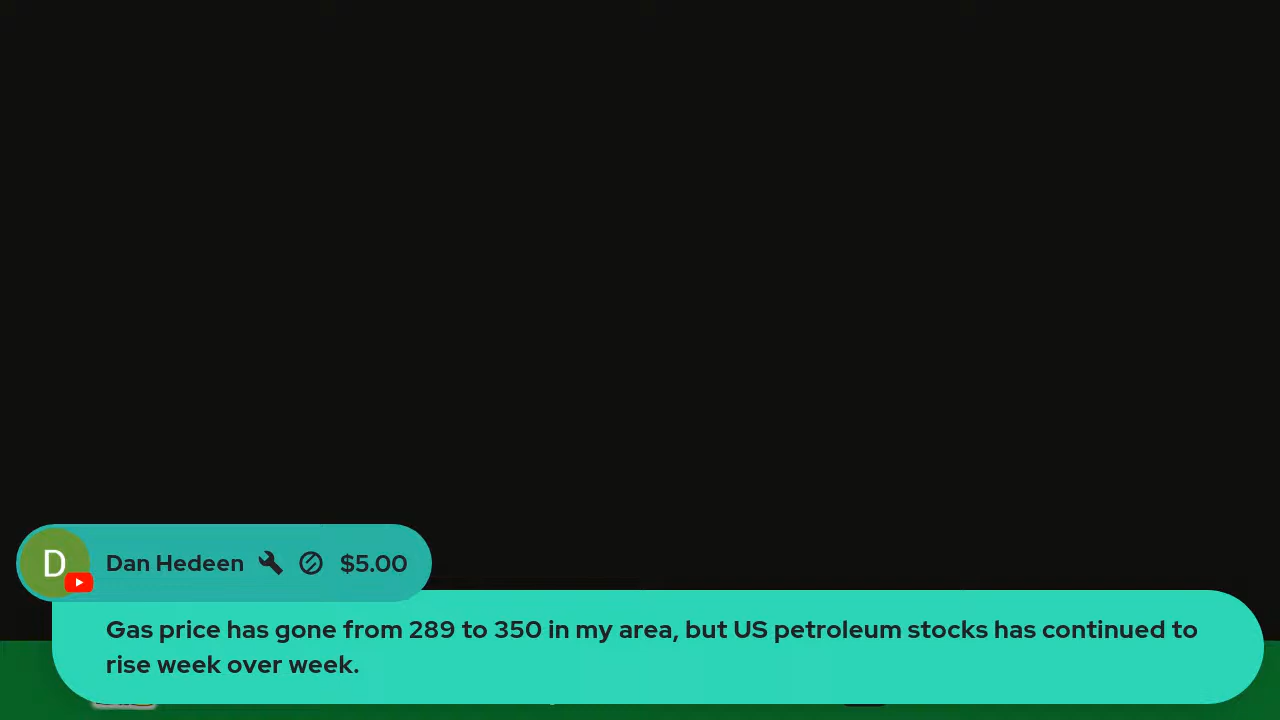 D
Dan Hedeen $5.00
Gas price has gone from 289 to 350 in my area, but US petroleum stocks has continued to
rise week over week.